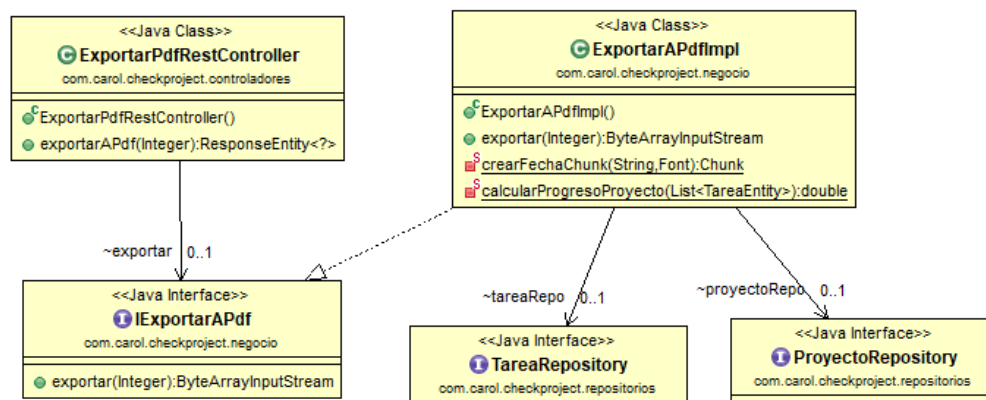 <<Java Class>>
ExportarPdfRestController
com.carol.checkproject.controladores
ExportarPdfRestController()
exportarAPdf(Integer):ResponseEntity<?>
<<Java Class>>
ExportarAPdfImpl
com.carol.checkproject.negocio
ExportarAPdfImpl()
exportar(Integer):ByteArrayInputStream
crearFechaChunk(String,Font):Chunk
calcularProgresoProyecto(List<TareaEntity>):double
~exportar 0..1
~tareaRepo 0..1
~proyectoRepo 0..1
<<Java Interface>>
IExportarAPdf
com.carol.checkproject.negocio
exportar(Integer):ByteArrayInputStream
<<Java Interface>>
TareaRepository
com.carol.checkproject.repositorios
<<Java Interface>>
ProyectoRepository
com.carol.checkproject.repositorios